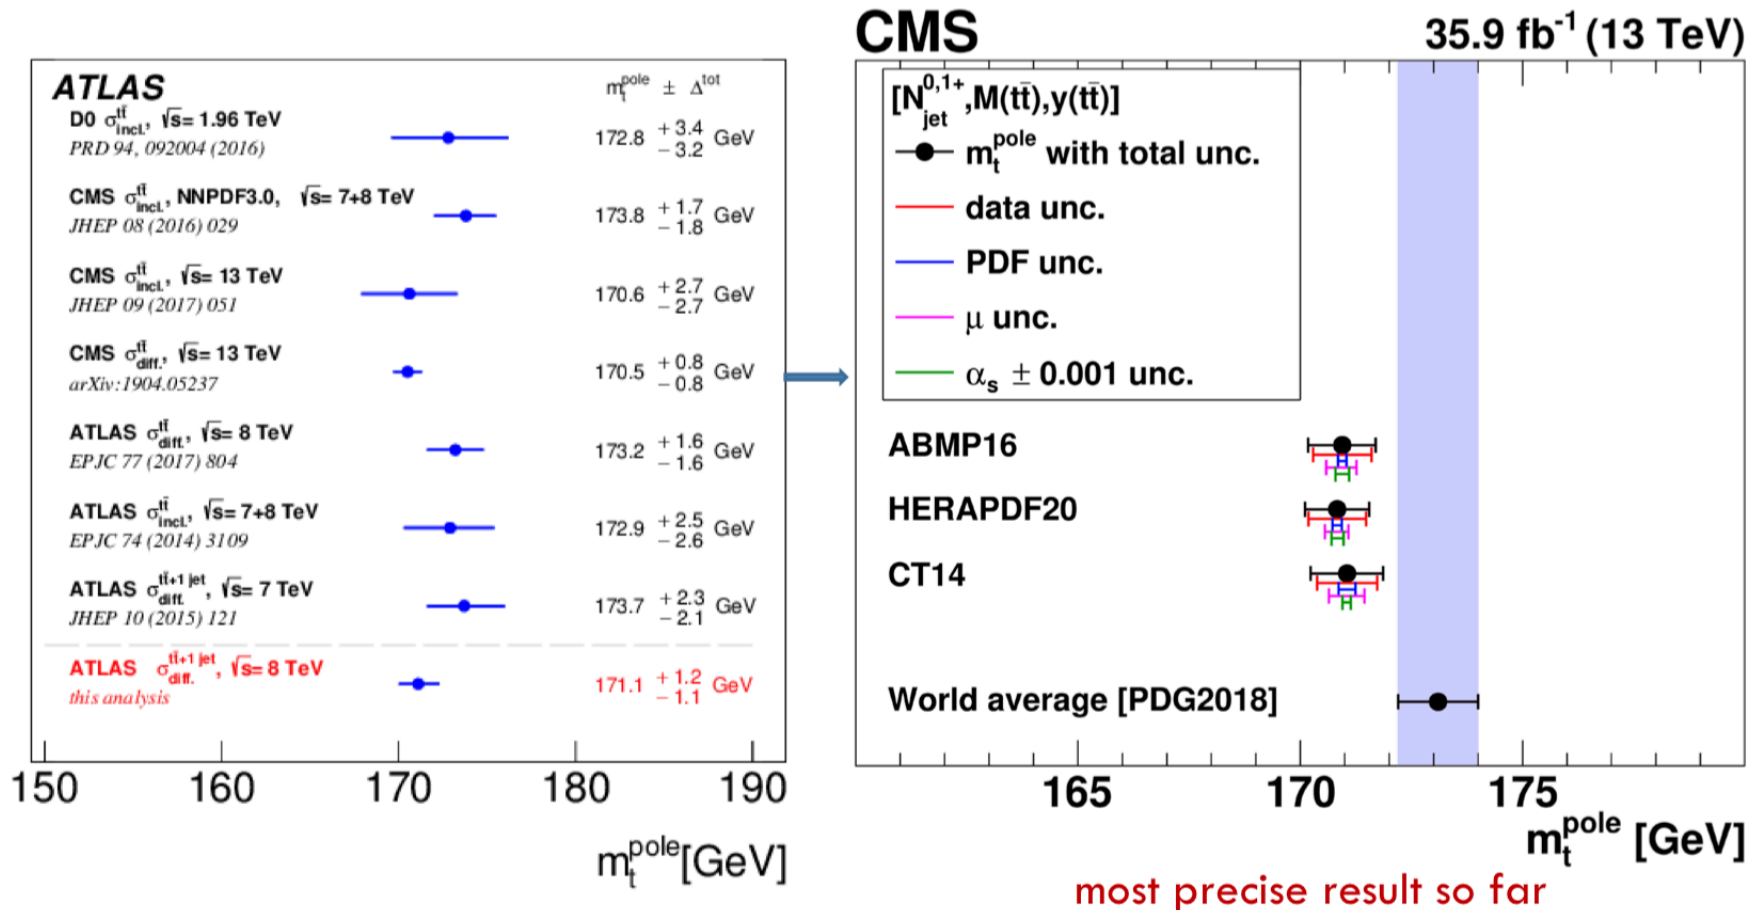 ATLAS
m_t^pole ± Δ^tot
D0 σ_incl.^tt̄, √s= 1.96 TeV
PRD 94, 092004 (2016)
172.8 + 3.4 − 3.2 GeV
CMS σ_incl.^tt̄, NNPDF3.0, √s= 7+8 TeV
JHEP 08 (2016) 029
173.8 + 1.7 − 1.8 GeV
CMS σ_incl.^tt̄, √s= 13 TeV
JHEP 09 (2017) 051
170.6 + 2.7 − 2.7 GeV
CMS σ_diff.^tt̄, √s= 13 TeV
arXiv:1904.05237
170.5 + 0.8 − 0.8 GeV
ATLAS σ_diff.^tt̄, √s= 8 TeV
EPJC 77 (2017) 804
173.2 + 1.6 − 1.6 GeV
ATLAS σ_incl.^tt̄, √s= 7+8 TeV
EPJC 74 (2014) 3109
172.9 + 2.5 − 2.6 GeV
ATLAS σ_diff.^tt̄+1 jet, √s= 7 TeV
JHEP 10 (2015) 121
173.7 + 2.3 − 2.1 GeV
ATLAS σ_diff.^tt̄+1 jet, √s= 8 TeV
this analysis
171.1 + 1.2 − 1.1 GeV
150 160 170 180 190
m_t^pole[GeV]
CMS
35.9 fb⁻¹ (13 TeV)
[N_jet^0,1+,M(tt̄),y(tt̄)]
m_t^pole with total unc.
data unc.
PDF unc.
μ unc.
α_s ± 0.001 unc.
ABMP16
HERAPDF20
CT14
World average [PDG2018]
165 170 175
m_t^pole [GeV]
most precise result so far